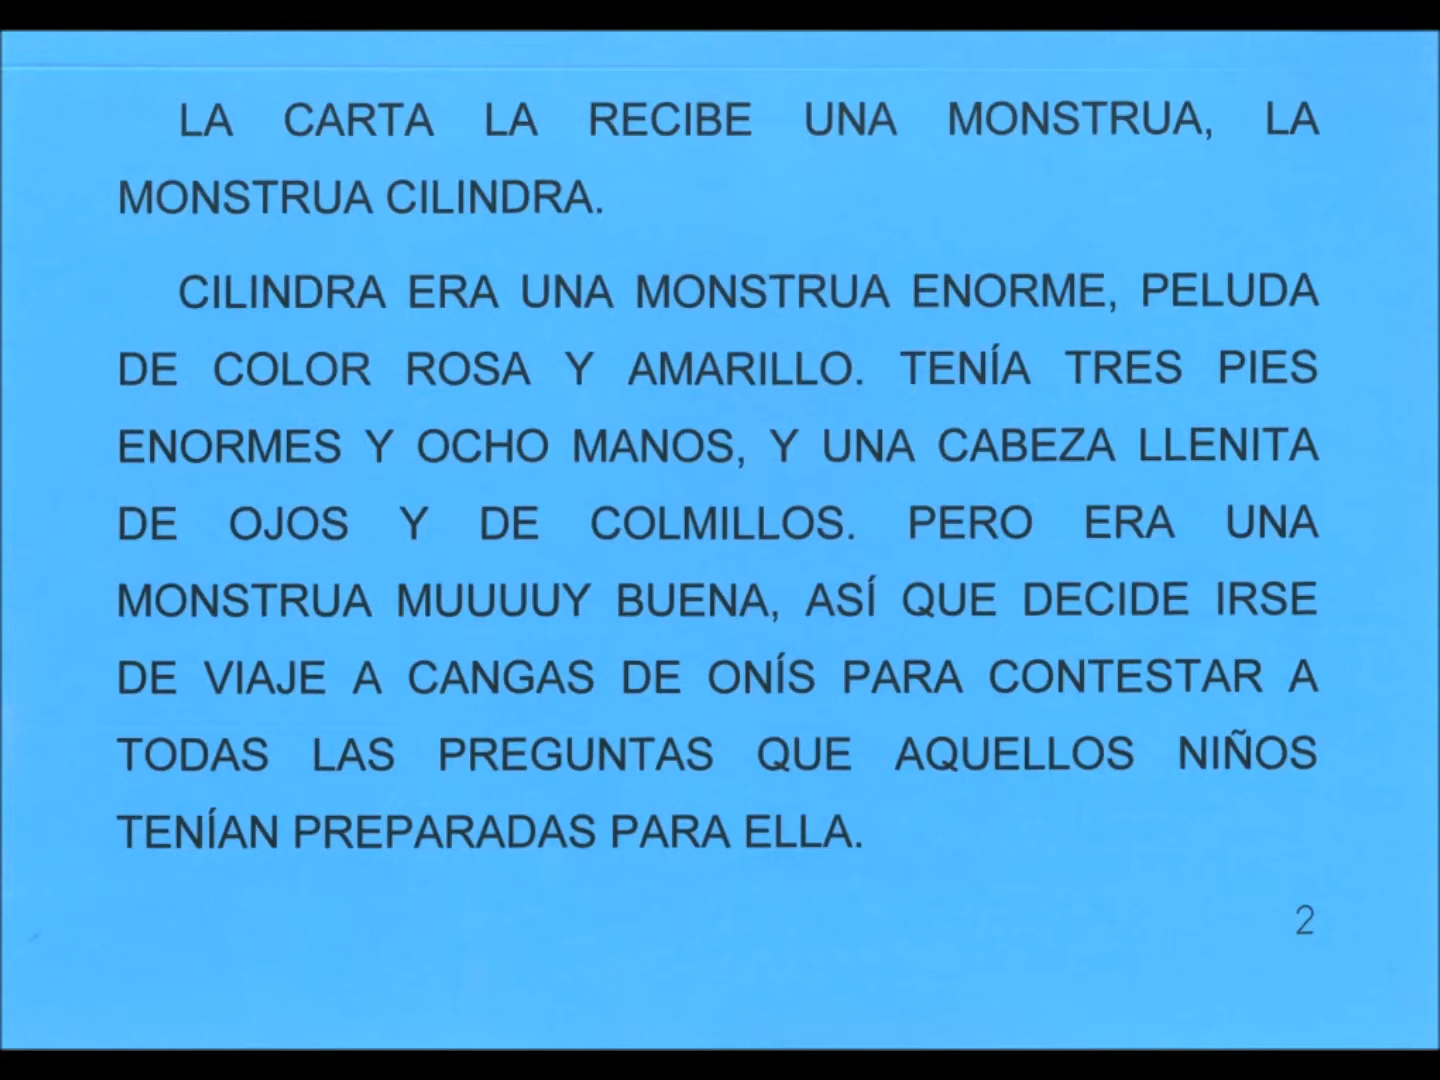 LA CARTA LA RECIBE UNA MONSTRUA, LA
MONSTRUA CILINDRA.
CILINDRA ERA UNA MONSTRUA ENORME, PELUDA
DE COLOR ROSA Y AMARILLO. TENÍA TRES PIES
ENORMES Y OCHO MANOS, Y UNA CABEZA LLENITA
DE OJOS Y DE COLMILLOS. PERO ERA UNA
MONSTRUA MUUUUY BUENA, ASÍ QUE DECIDE IRSE
DE VIAJE A CANGAS DE ONÍS PARA CONTESTAR A
TODAS LAS PREGUNTAS QUE AQUELLOS NIÑOS
TENÍAN PREPARADAS PARA ELLA.
2